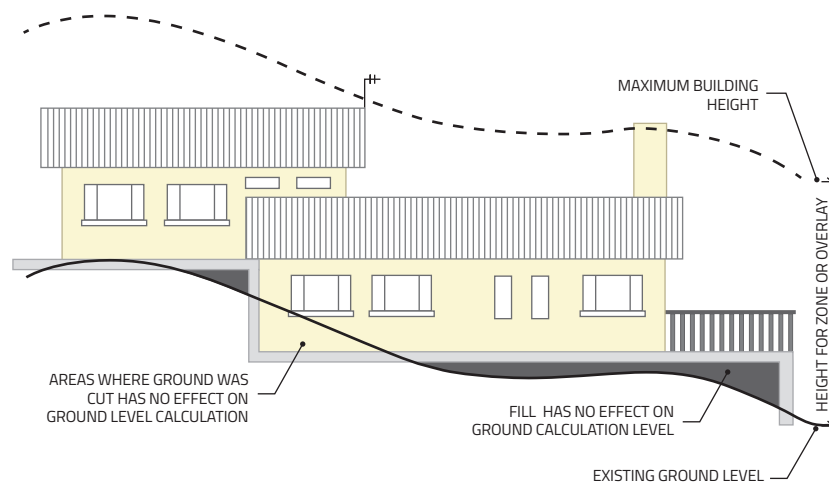 MAXIMUM BUILDING
HEIGHT
HEIGHT FOR ZONE OR OVERLAY
AREAS WHERE GROUND WAS
CUT HAS NO EFFECT ON
GROUND LEVEL CALCULATION
FILL HAS NO EFFECT ON
GROUND CALCULATION LEVEL
EXISTING GROUND LEVEL